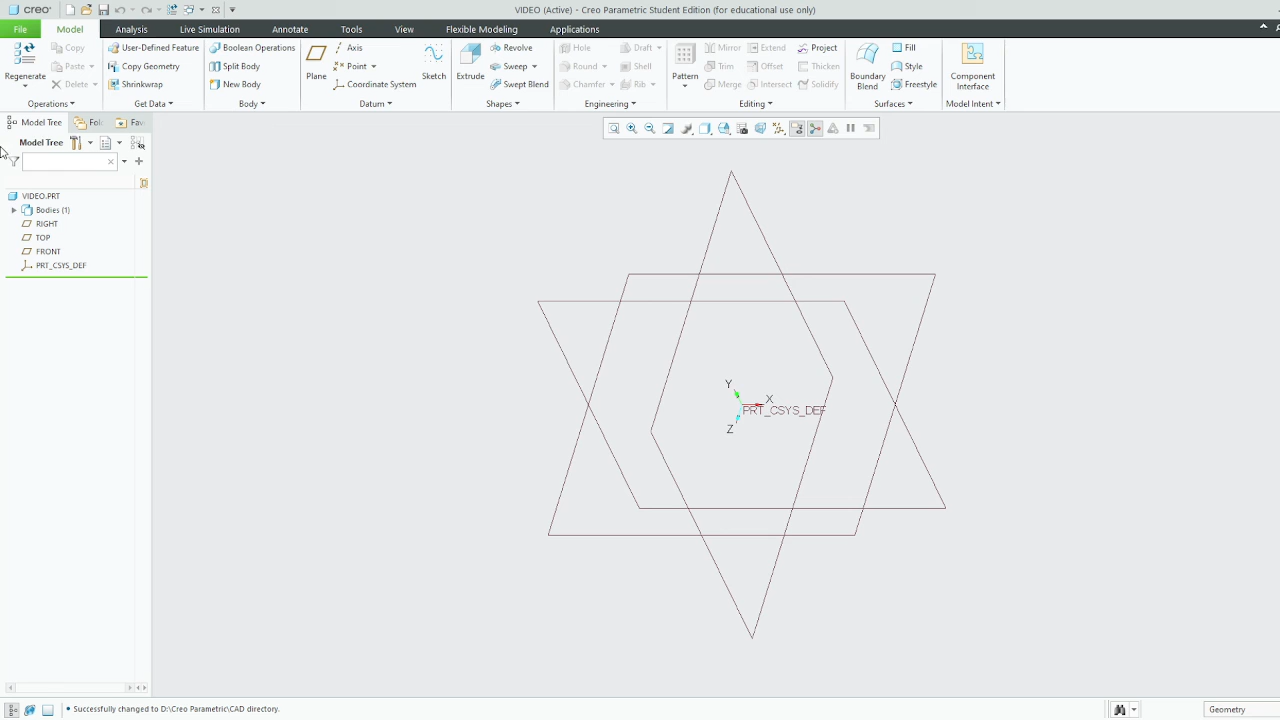 creo VIDEO (Active) - Creo Parametric Student Edition (for educational use only)
File Model Analysis Live Simulation Annotate Tools View Flexible Modeling Applications
Regenerate
Copy
Paste
Delete
Operations
User-Defined Feature
Copy Geometry
Shrinkwrap
Get Data
Boolean Operations
Split Body
New Body
Body
Plane
Axis
Point
Coordinate System
Sketch
Datum
Extrude
Revolve
Sweep
Swept Blend
Shapes
Hole
Round
Chamfer
Draft
Shell
Rib
Engineering
Pattern
Mirror
Trim
Merge
Extend
Offset
Intersect
Project
Thicken
Solidify
Editing
Boundary
Blend
Fill
Style
Freestyle
Surfaces
Component
Interface
Model Intent
Model Tree Fol Fav
Model Tree
VIDEO.PRT
Bodies (1)
RIGHT
TOP
FRONT
PRT_CSYS_DEF
Y
X
PRT_CSYS_DEF
Z
• Successfully changed to D:\Creo Parametric\CAD directory.
Geometry